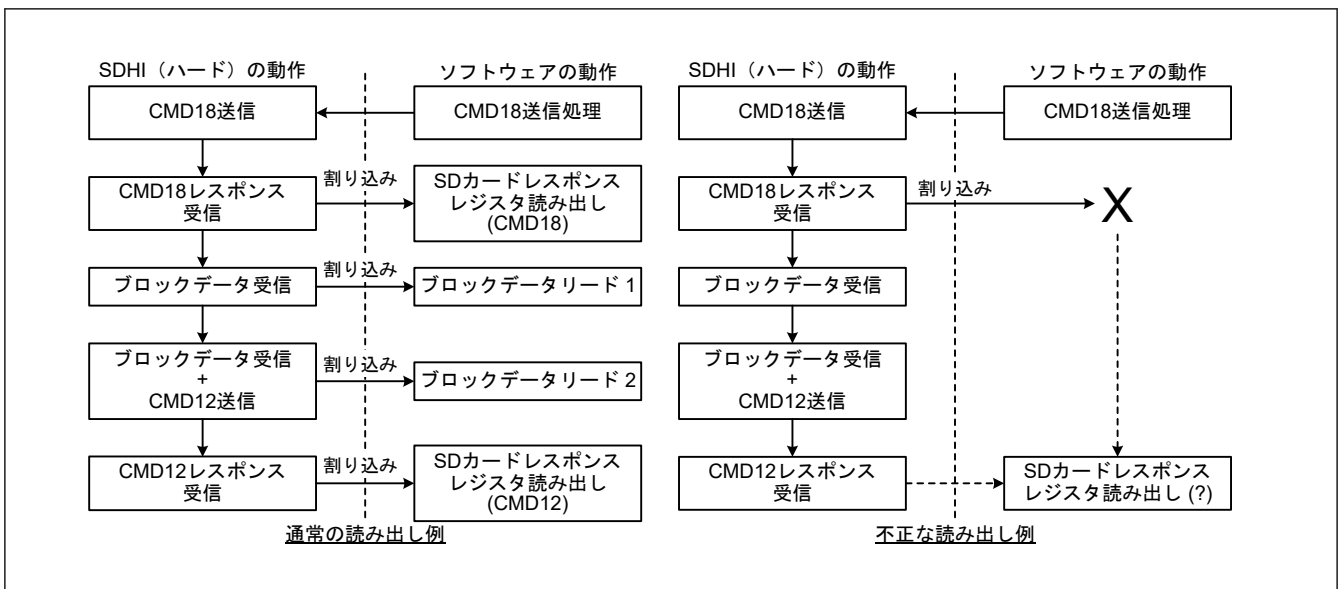 SDHI（ハード）の動作
ソフトウェアの動作
CMD18送信
CMD18送信処理
CMD18レスポンス
受信
割り込み
SDカードレスポンス
レジスタ読み出し
(CMD18)
ブロックデータ受信
割り込み
ブロックデータリード 1
ブロックデータ受信
+
CMD12送信
割り込み
ブロックデータリード 2
CMD12レスポンス
受信
割り込み
SDカードレスポンス
レジスタ読み出し
(CMD12)
通常の読み出し例
SDHI（ハード）の動作
ソフトウェアの動作
CMD18送信
CMD18送信処理
CMD18レスポンス
受信
割り込み
X
ブロックデータ受信
ブロックデータ受信
+
CMD12送信
CMD12レスポンス
受信
SDカードレスポンス
レジスタ読み出し (?)
不正な読み出し例